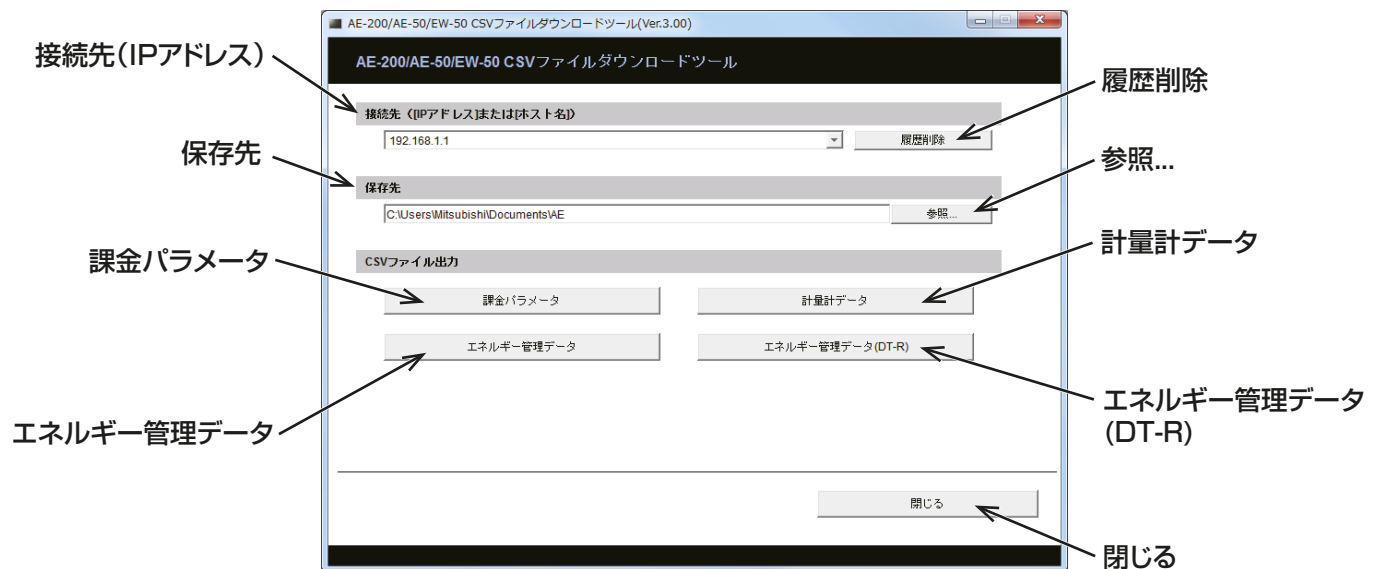 AE-200/AE-50/EW-50 CSVファイルダウンロードツール(Ver.3.00)
AE-200/AE-50/EW-50 CSVファイルダウンロードツール
接続先(IPアドレス)
履歴削除
接続先 ([IPアドレス]または[ホスト名])
192.168.1.1
履歴削除
保存先
参照...
保存先
C:\Users\Mitsubishi\Documents\AE
参照...
課金パラメータ
計量計データ
CSVファイル出力
課金パラメータ
計量計データ
エネルギー管理データ
エネルギー管理データ(DT-R)
エネルギー管理データ
エネルギー管理データ
(DT-R)
閉じる
閉じる